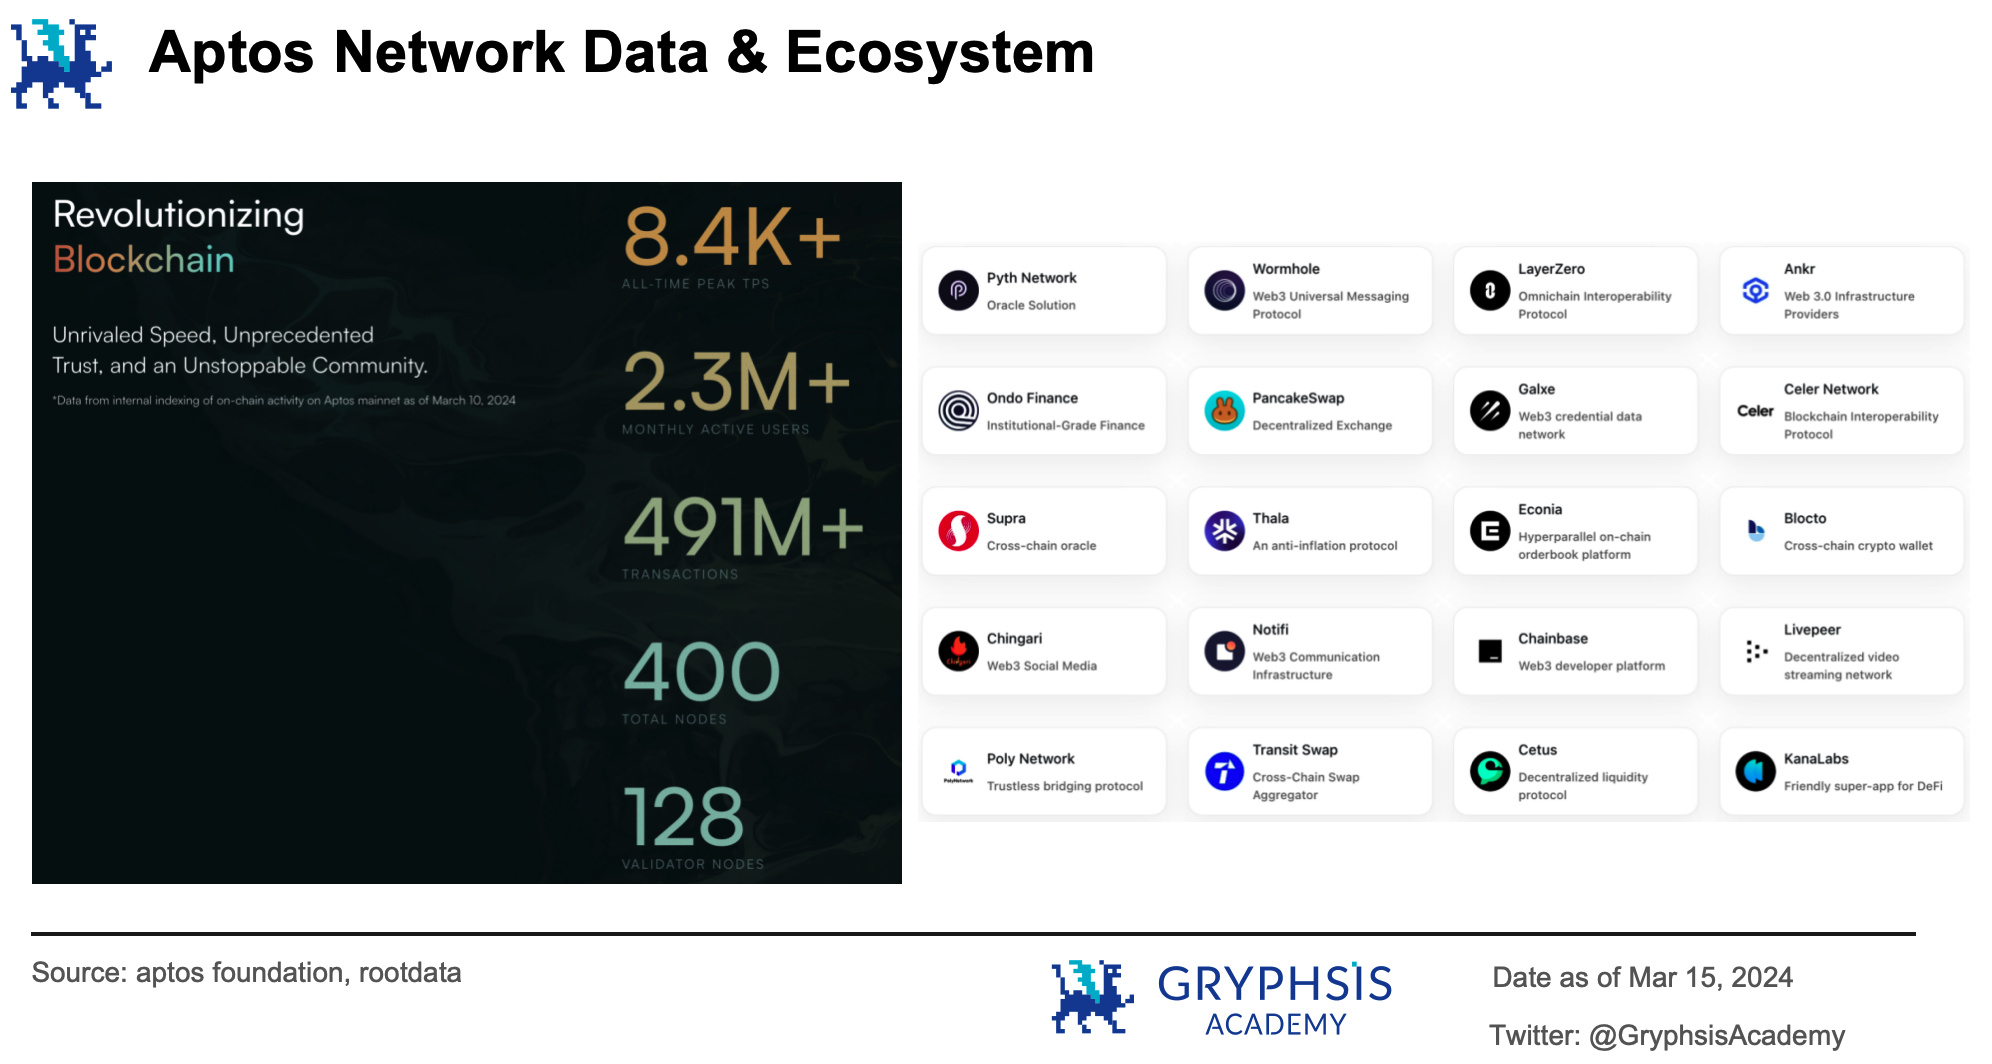 Aptos Network Data & Ecosystem
Revolutionizing
Blockchain
Unrivaled Speed, Unprecedented
Trust, and an Unstoppable Community.
*Data from internal indexing of on-chain activity on Aptos mainnet as of March 10, 2024
8.4K+
ALL-TIME PEAK TPS
2.3M+
MONTHLY ACTIVE USERS
491M+
TRANSACTIONS
400
TOTAL NODES
128
VALIDATOR NODES
Pyth Network
Oracle Solution
Wormhole
Web3 Universal Messaging
Protocol
LayerZero
Omnichain Interoperability
Protocol
Ankr
Web 3.0 Infrastructure
Providers
Ondo Finance
Institutional-Grade Finance
PancakeSwap
Decentralized Exchange
Galxe
Web3 credential data
network
Celer
Celer Network
Blockchain Interoperability
Protocol
Supra
Cross-chain oracle
Thala
An anti-inflation protocol
Econia
Hyperparallel on-chain
orderbook platform
Blocto
Cross-chain crypto wallet
Chingari
Chingari
Web3 Social Media
Notifi
Web3 Communication
Infrastructure
Chainbase
Web3 developer platform
Livepeer
Decentralized video
streaming network
PolyNetwork
Poly Network
Trustless bridging protocol
Transit Swap
Cross-Chain Swap
Aggregator
Cetus
Decentralized liquidity
protocol
KanaLabs
Friendly super-app for DeFi
Source: aptos foundation, rootdata
GRYPHSIS
ACADEMY
Date as of Mar 15, 2024
Twitter: @GryphsisAcademy